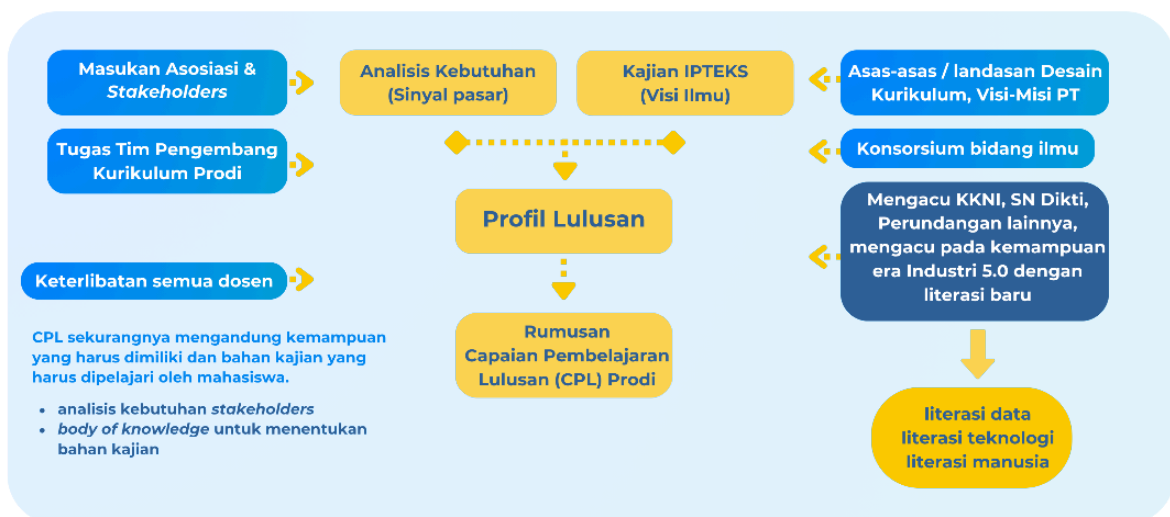 Masukan Asosiasi &
Stakeholders
Analisis Kebutuhan
(Sinyal pasar)
Kajian IPTEKS
(Visi Ilmu)
Asas-asas / landasan Desain
Kurikulum, Visi-Misi PT
Tugas Tim Pengembang
Kurikulum Prodi
Konsorsium bidang ilmu
Profil Lulusan
Mengacu KKNI, SN Dikti,
Perundangan lainnya,
mengacu pada kemampuan
era Industri 5.0 dengan
literasi baru
Keterlibatan semua dosen
Rumusan
Capaian Pembelajaran
Lulusan (CPL) Prodi
CPL sekurangnya mengandung kemampuan
yang harus dimiliki dan bahan kajian yang
harus dipelajari oleh mahasiswa.
• analisis kebutuhan stakeholders
• body of knowledge untuk menentukan
bahan kajian
literasi data
literasi teknologi
literasi manusia